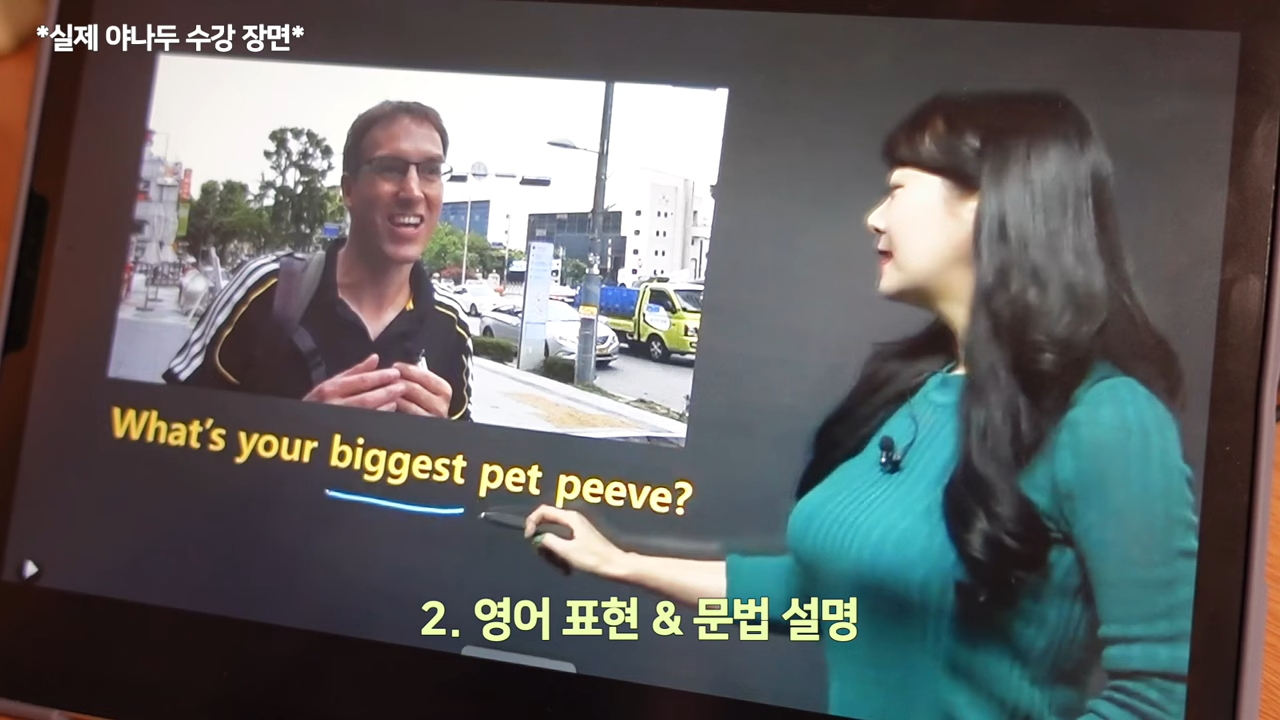 *실제 야나두 수강 장면*
What's your biggest pet peeve?
2. 영어 표현 & 문법 설명